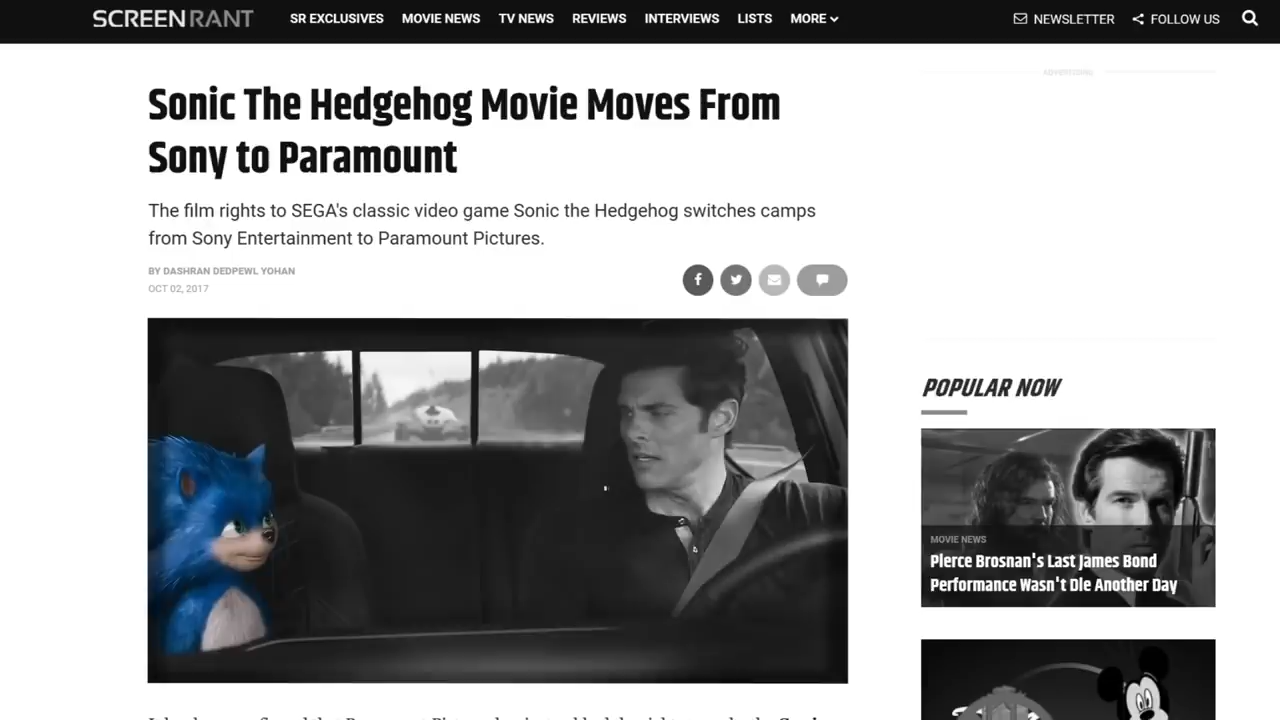 SCREENRANT
SR EXCLUSIVES MOVIE NEWS TV NEWS REVIEWS INTERVIEWS LISTS MORE
NEWSLETTER FOLLOW US
ADVERTISING
Sonic The Hedgehog Movie Moves From
Sony to Paramount
The film rights to SEGA's classic video game Sonic the Hedgehog switches camps
from Sony Entertainment to Paramount Pictures.
BY DASHRAN DEDPEWL YOHAN
OCT 02, 2017
POPULAR NOW
MOVIE NEWS
Pierce Brosnan's Last James Bond
Performance Wasn't Die Another Day